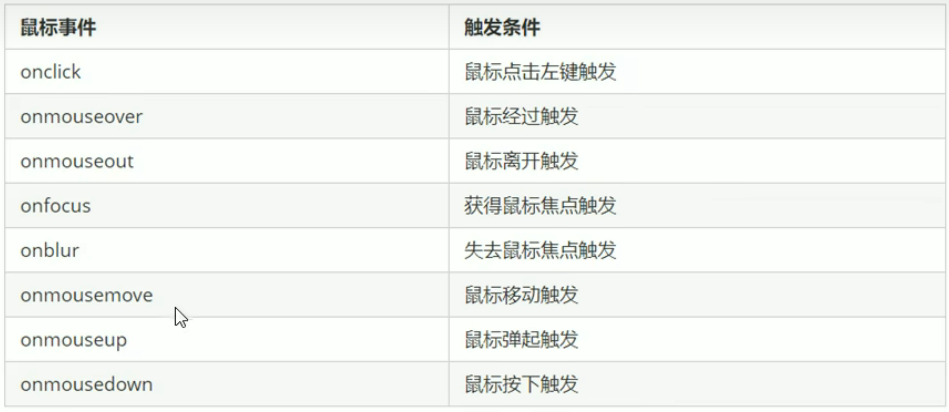 鼠标事件 触发条件
onclick 鼠标点击左键触发
onmouseover 鼠标经过触发
onmouseout 鼠标离开触发
onfocus 获得鼠标焦点触发
onblur 失去鼠标焦点触发
onmousemove 鼠标移动触发
onmouseup 鼠标弹起触发
onmousedown 鼠标按下触发